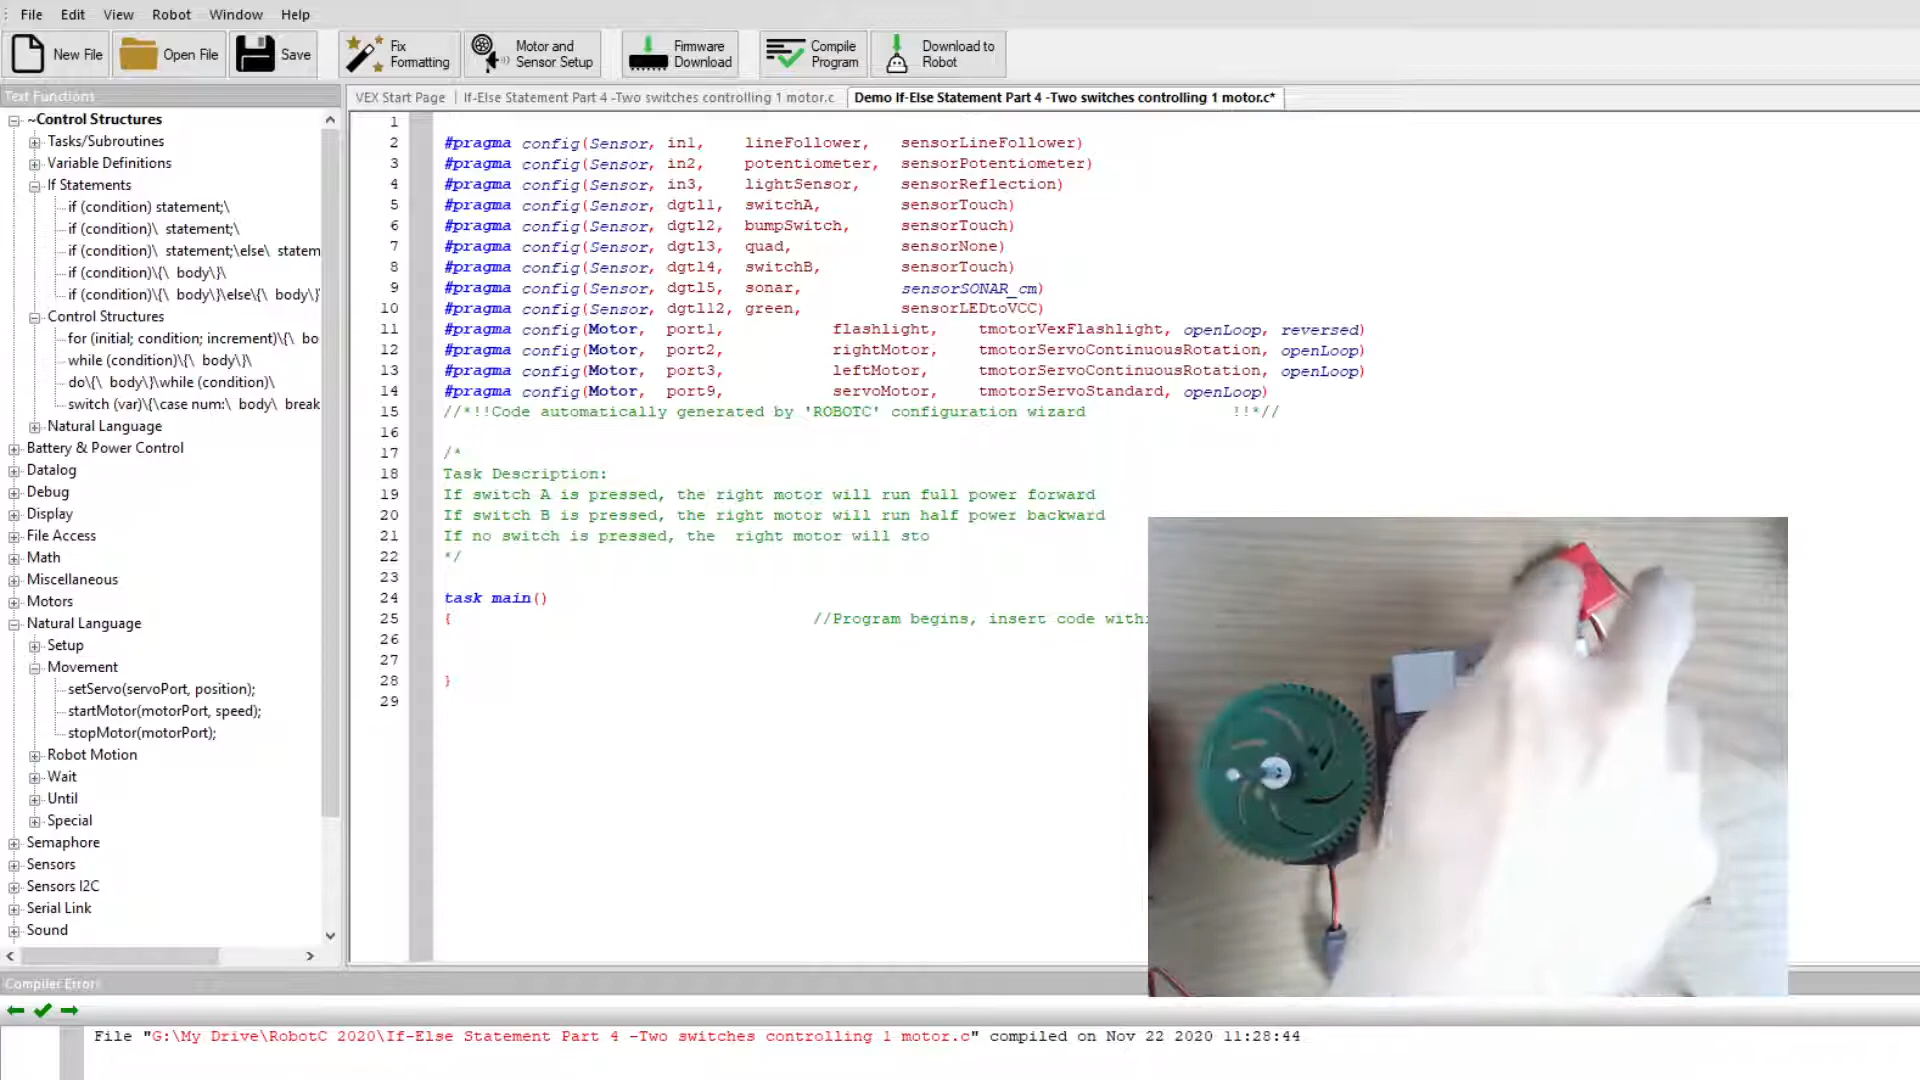 File Edit View Robot Window Help
New File Open File Save Fix Formatting Motor and Sensor Setup Firmware Download Compile Program Download to Robot
Text Functions
VEX Start Page If-Else Statement Part 4 -Two switches controlling 1 motor.c Demo If-Else Statement Part 4 -Two switches controlling 1 motor.c*
~Control Structures
Tasks/Subroutines
Variable Definitions
If Statements
if (condition) statement;\
if (condition)\ statement;\
if (condition)\ statement;\else\ statem
if (condition)\{\ body\}\
if (condition)\{\ body\}\else\{\ body\}'
Control Structures
for (initial; condition; increment)\{\ bo
while (condition)\{\ body\}\
do\{\ body\}\while (condition)\
switch (var)\{\case num:\ body\ break
Natural Language
Battery & Power Control
Datalog
Debug
Display
File Access
Math
Miscellaneous
Motors
Natural Language
Setup
Movement
setServo(servoPort, position);
startMotor(motorPort, speed);
stopMotor(motorPort);
Robot Motion
Wait
Until
Special
Semaphore
Sensors
Sensors I2C
Serial Link
Sound
1
2 #pragma config(Sensor, in1, lineFollower, sensorLineFollower)
3 #pragma config(Sensor, in2, potentiometer, sensorPotentiometer)
4 #pragma config(Sensor, in3, lightSensor, sensorReflection)
5 #pragma config(Sensor, dgtl1, switchA, sensorTouch)
6 #pragma config(Sensor, dgtl2, bumpSwitch, sensorTouch)
7 #pragma config(Sensor, dgtl3, quad, sensorNone)
8 #pragma config(Sensor, dgtl4, switchB, sensorTouch)
9 #pragma config(Sensor, dgtl5, sonar, sensorSONAR_cm)
10 #pragma config(Sensor, dgtl12, green, sensorLEDtoVCC)
11 #pragma config(Motor, port1, flashlight, tmotorVexFlashlight, openLoop, reversed)
12 #pragma config(Motor, port2, rightMotor, tmotorServoContinuousRotation, openLoop)
13 #pragma config(Motor, port3, leftMotor, tmotorServoContinuousRotation, openLoop)
14 #pragma config(Motor, port9, servoMotor, tmotorServoStandard, openLoop)
15 //*!!Code automatically generated by 'ROBOTC' configuration wizard !!*//
16
17 /*
18 Task Description:
19 If switch A is pressed, the right motor will run full power forward
20 If switch B is pressed, the right motor will run half power backward
21 If no switch is pressed, the right motor will sto
22 */
23
24 task main()
25 { //Program begins, insert code withi
26
27
28 }
29
Compiler Error
File "G:\My Drive\RobotC 2020\If-Else Statement Part 4 -Two switches controlling 1 motor.c" compiled on Nov 22 2020 11:28:44